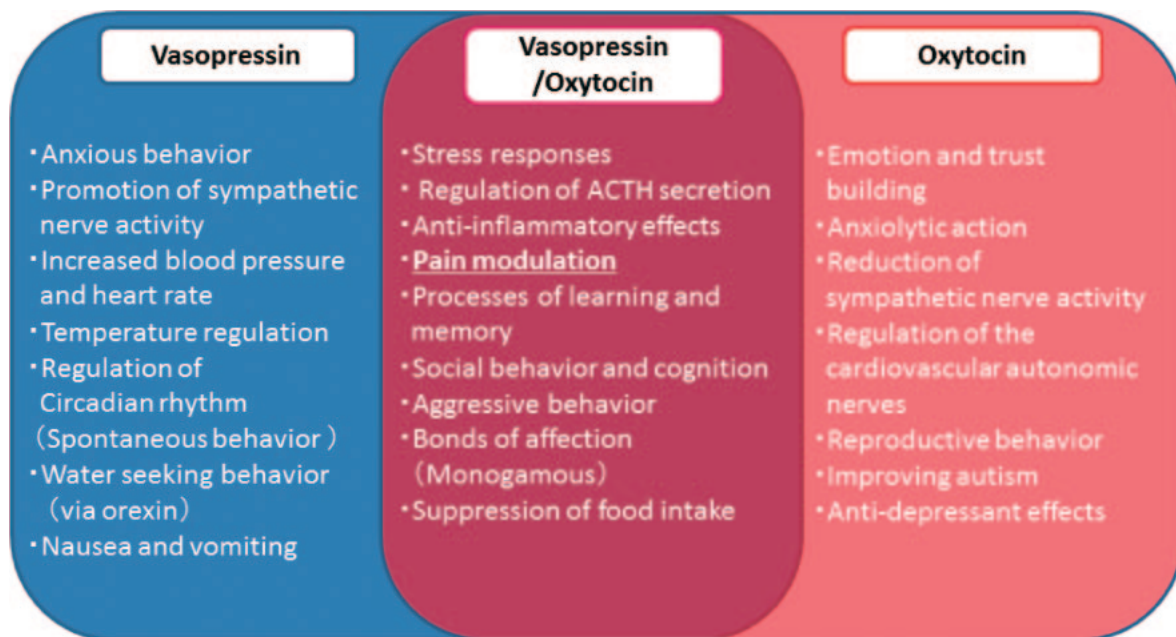 Vasopressin
・Anxious behavior
・Promotion of sympathetic
nerve activity
・Increased blood pressure
and heart rate
・Temperature regulation
・Regulation of
Circadian rhythm
（Spontaneous behavior ）
・Water seeking behavior
（via orexin）
・Nausea and vomiting
Vasopressin
/Oxytocin
・Stress responses
・ Regulation of ACTH secretion
・Anti-inflammatory effects
・Pain modulation
・Processes of learning and
memory
・Social behavior and cognition
・Aggressive behavior
・Bonds of affection
（Monogamous）
・Suppression of food intake
Oxytocin
・Emotion and trust
building
・Anxiolytic action
・Reduction of
sympathetic nerve activity
・Regulation of the
cardiovascular autonomic
nerves
・Reproductive behavior
・Improving autism
・Anti-depressant effects